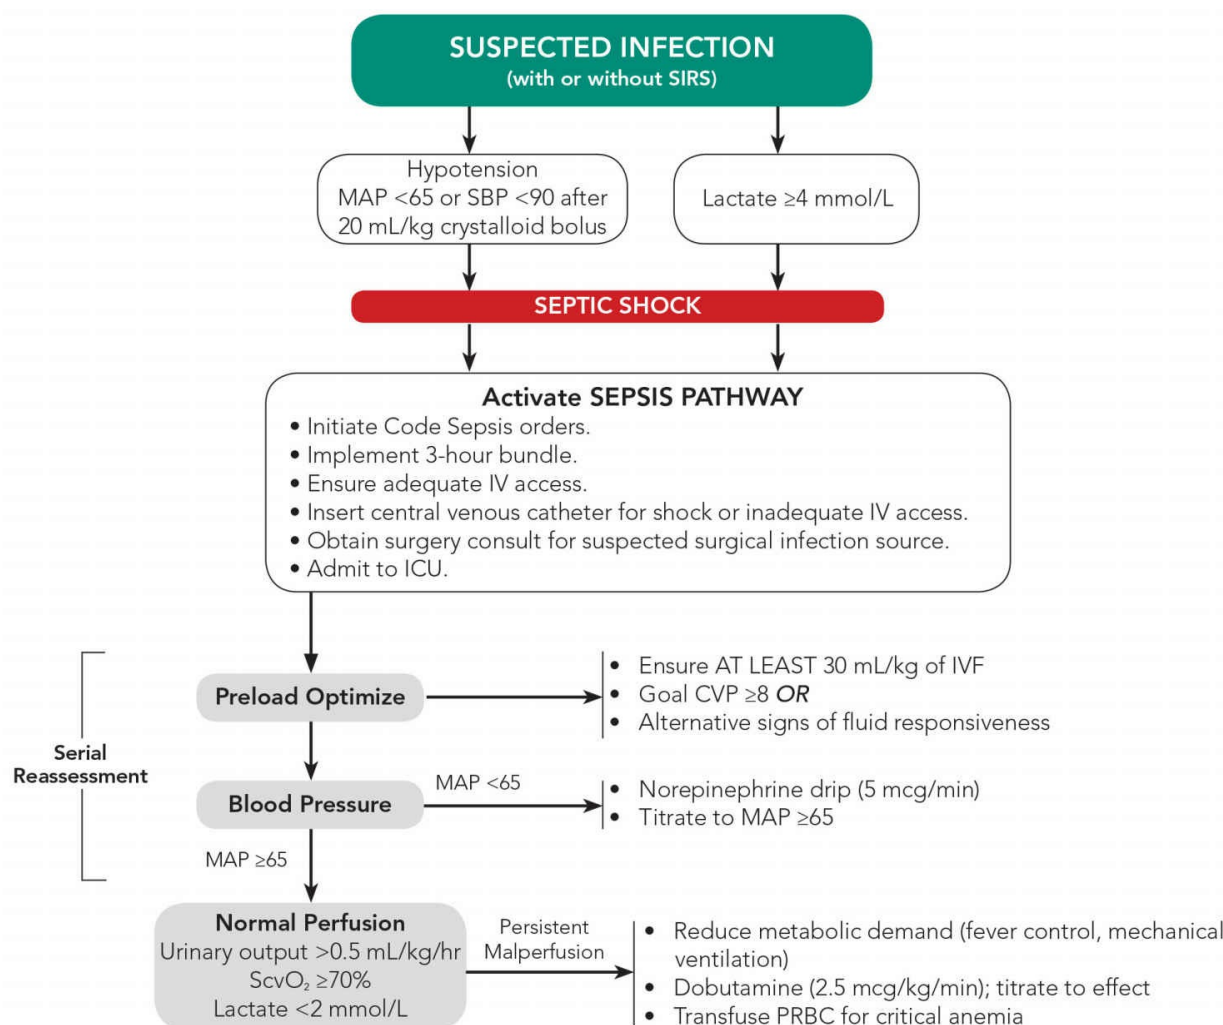 SUSPECTED INFECTION
(with or without SIRS)
Hypotension
MAP <65 or SBP <90 after
20 mL/kg crystalloid bolus
Lactate ≥4 mmol/L
SEPTIC SHOCK
Activate SEPSIS PATHWAY
• Initiate Code Sepsis orders.
• Implement 3-hour bundle.
• Ensure adequate IV access.
• Insert central venous catheter for shock or inadequate IV access.
• Obtain surgery consult for suspected surgical infection source.
• Admit to ICU.
Serial
Reassessment
Preload Optimize
• Ensure AT LEAST 30 mL/kg of IVF
• Goal CVP ≥8 OR
• Alternative signs of fluid responsiveness
Blood Pressure
MAP <65
• Norepinephrine drip (5 mcg/min)
• Titrate to MAP ≥65
MAP ≥65
Normal Perfusion
Urinary output >0.5 mL/kg/hr
ScvO₂ ≥70%
Lactate <2 mmol/L
Persistent
Malperfusion
• Reduce metabolic demand (fever control, mechanical
ventilation)
• Dobutamine (2.5 mcg/kg/min); titrate to effect
• Transfuse PRBC for critical anemia